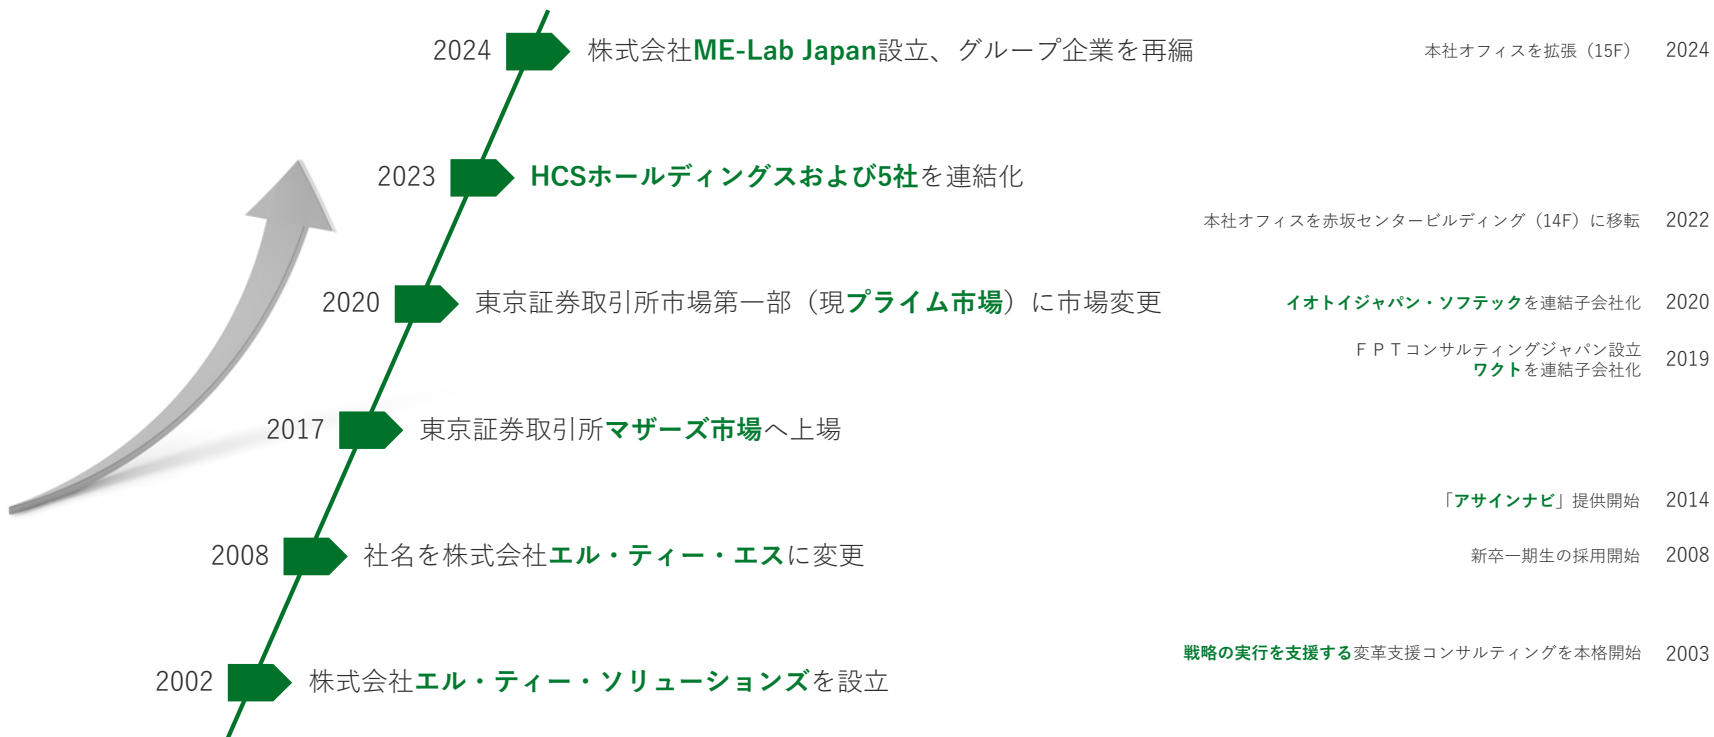 2024 株式会社ME-Lab Japan設立、グループ企業を再編
2023 HCSホールディングスおよび5社を連結化
2020 東京証券取引所市場第一部（現プライム市場）に市場変更
2017 東京証券取引所マザーズ市場へ上場
2008 社名を株式会社エル・ティー・エスに変更
2002 株式会社エル・ティー・ソリューションズを設立
本社オフィスを拡張（15F） 2024
本社オフィスを赤坂センタービルディング（14F）に移転 2022
イオトイジャパン・ソフテックを連結子会社化 2020
ＦＰＴコンサルティングジャパン設立
ワクトを連結子会社化 2019
「アサインナビ」提供開始 2014
新卒一期生の採用開始 2008
戦略の実行を支援する変革支援コンサルティングを本格開始 2003